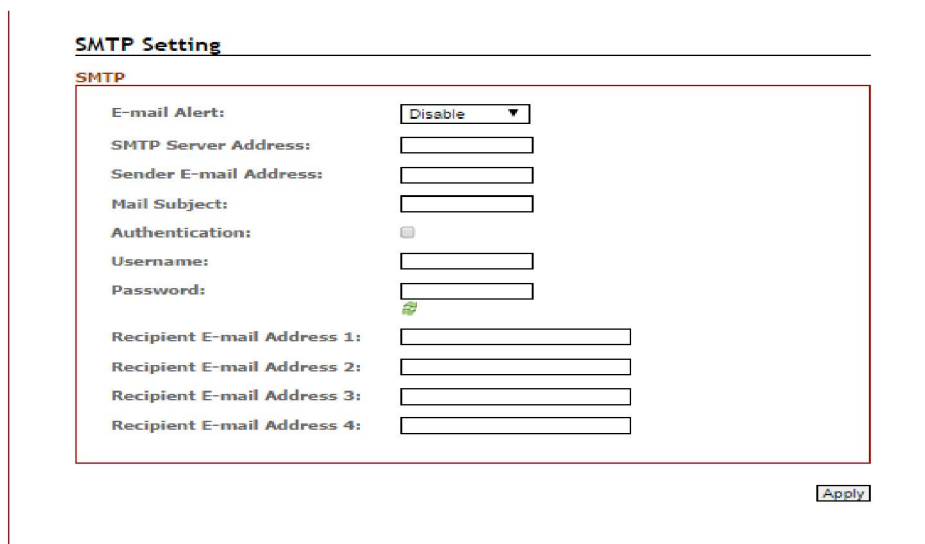 SMTP Setting
SMTP
E-mail Alert: Disable
SMTP Server Address:
Sender E-mail Address:
Mail Subject:
Authentication:
Username:
Password:
Recipient E-mail Address 1:
Recipient E-mail Address 2:
Recipient E-mail Address 3:
Recipient E-mail Address 4:
Apply